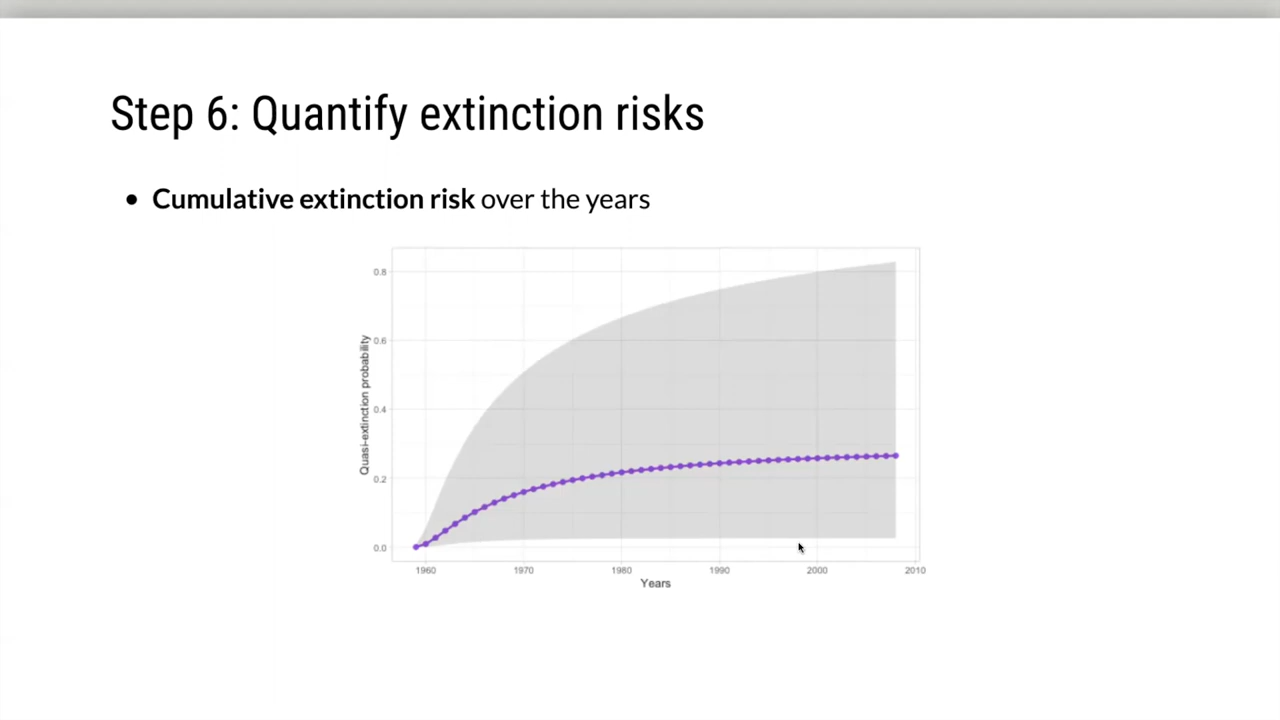 Step 6: Quantify extinction risks
• Cumulative extinction risk over the years
Quasi-extinction probability
0.8
0.6
0.4
0.2
0.0
1960 1970 1980 1990 2000 2010
Years